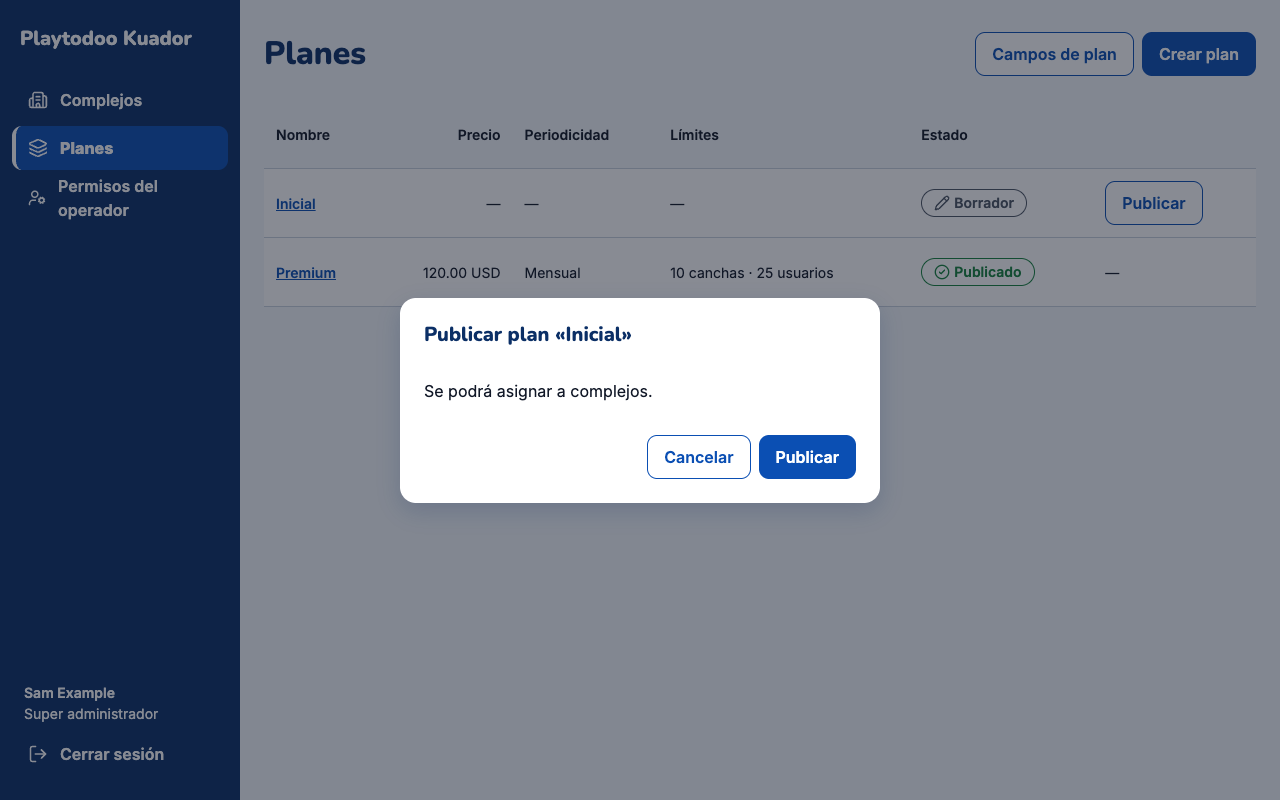 Playtodoo Kuador
Complejos
Planes
Permisos del
operador
Sam Example
Super administrador
Cerrar sesión
Planes
Campos de plan
Crear plan
Nombre Precio Periodicidad Límites Estado
Inicial — — — Borrador Publicar
Premium 120.00 USD Mensual 10 canchas · 25 usuarios Publicado —
Publicar plan «Inicial»
Se podrá asignar a complejos.
Cancelar
Publicar